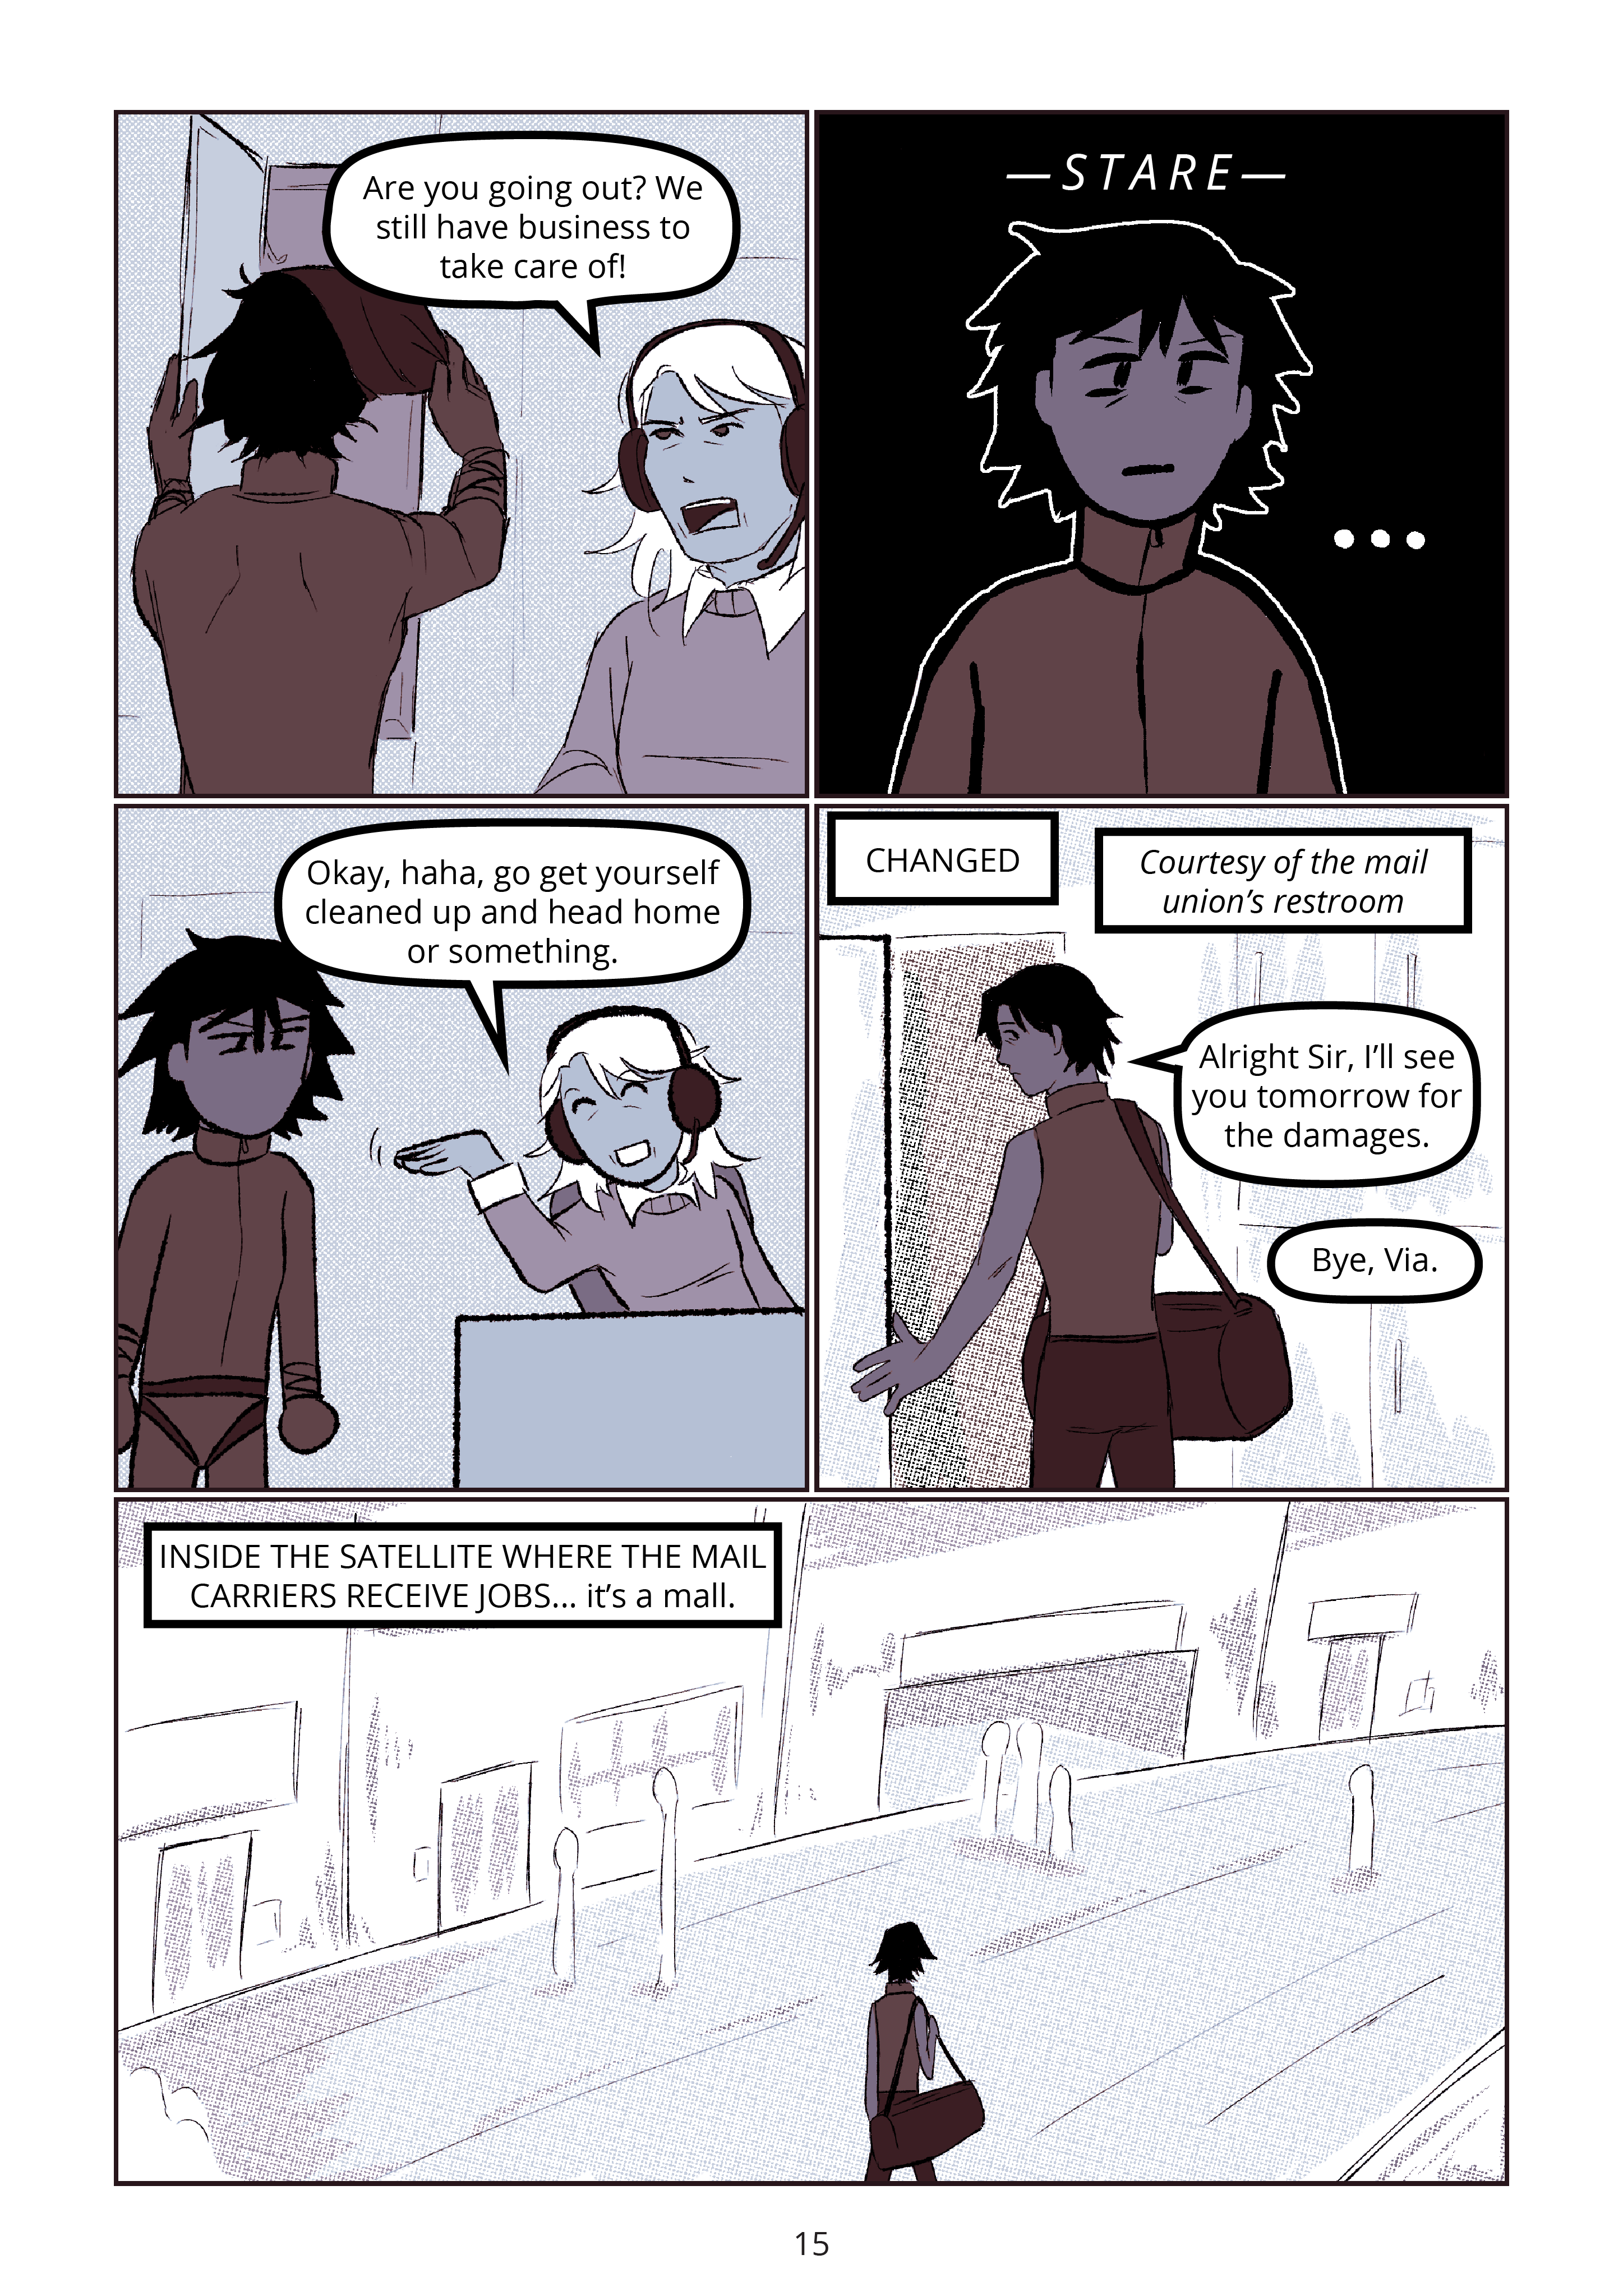 Are you going out? We
still have business to
take care of!
—STARE—
...
Okay, haha, go get yourself
cleaned up and head home
or something.
CHANGED
Courtesy of the mail
union’s restroom
Alright Sir, I’ll see
you tomorrow for
the damages.
Bye, Via.
INSIDE THE SATELLITE WHERE THE MAIL
CARRIERS RECEIVE JOBS... it’s a mall.
15